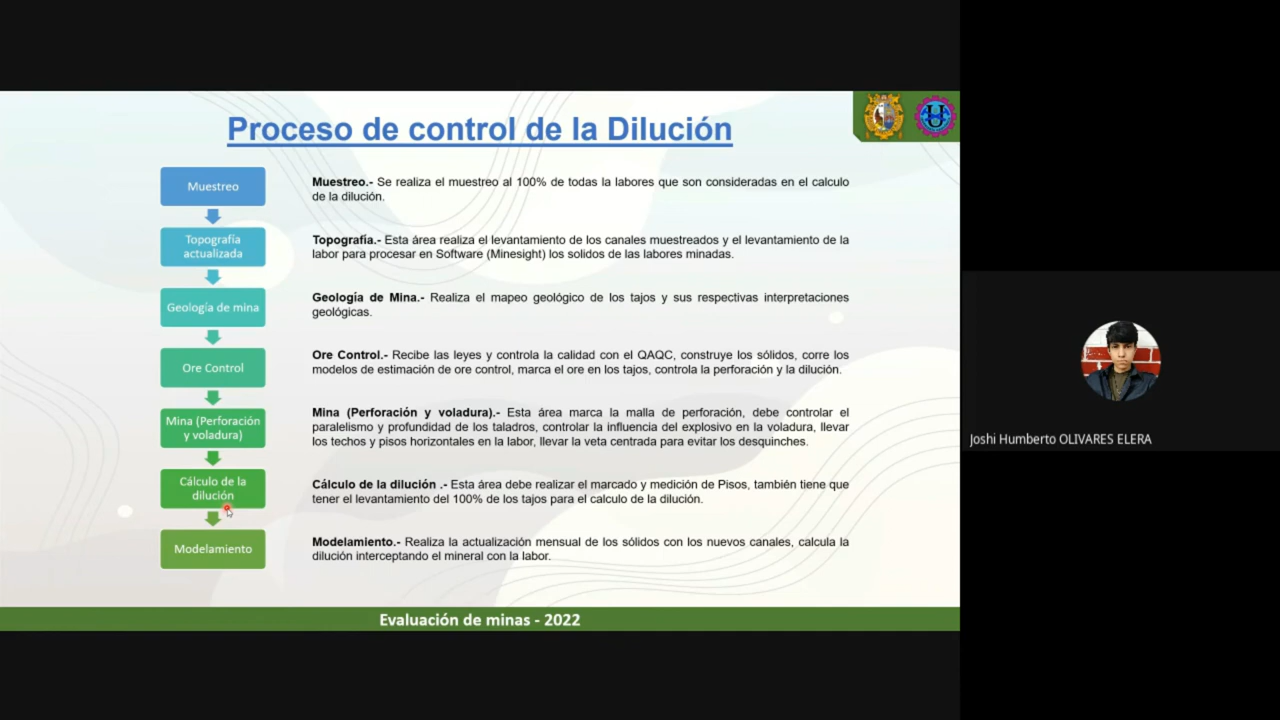 Proceso de control de la Dilución
Muestreo
Muestreo.- Se realiza el muestreo al 100% de todas la labores que son consideradas en el calculo
de la dilución.
Topografía
actualizada
Topografía.- Esta área realiza el levantamiento de los canales muestreados y el levantamiento de la
labor para procesar en Software (Minesight) los solidos de las labores minadas.
Geología de mina
Geología de Mina.- Realiza el mapeo geológico de los tajos y sus respectivas interpretaciones
geológicas.
Ore Control
Ore Control.- Recibe las leyes y controla la calidad con el QAQC, construye los sólidos, corre los
modelos de estimación de ore control, marca el ore en los tajos, controla la perforación y la dilución.
Mina (Perforación
y voladura)
Mina (Perforación y voladura).- Esta área marca la malla de perforación, debe controlar el
paralelismo y profundidad de los taladros, controlar la influencia del explosivo en la voladura, llevar
los techos y pisos horizontales en la labor, llevar la veta centrada para evitar los desquinches.
Cálculo de la
dilución
Cálculo de la dilución .- Esta área debe realizar el marcado y medición de Pisos, también tiene que
tener el levantamiento del 100% de los tajos para el calculo de la dilución.
Modelamiento
Modelamiento.- Realiza la actualización mensual de los sólidos con los nuevos canales, calcula la
dilución interceptando el mineral con la labor.
Evaluación de minas - 2022
Joshi Humberto OLIVARES ELERA